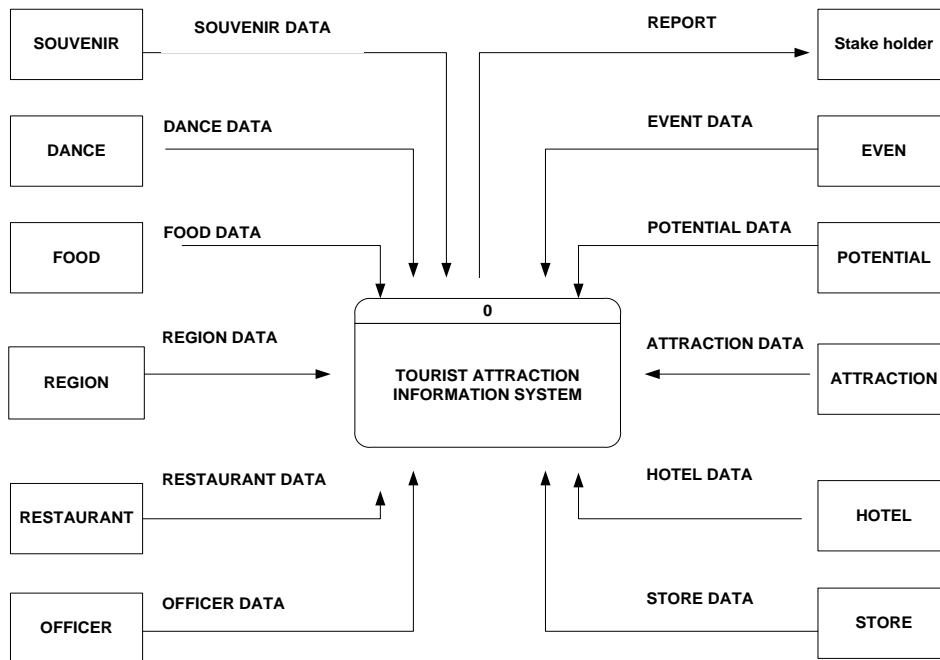 SOUVENIR
SOUVENIR DATA
REPORT
Stake holder
DANCE
DANCE DATA
EVENT DATA
EVEN
FOOD
FOOD DATA
POTENTIAL DATA
POTENTIAL
0
TOURIST ATTRACTION
INFORMATION SYSTEM
REGION
REGION DATA
ATTRACTION DATA
ATTRACTION
RESTAURANT
RESTAURANT DATA
HOTEL DATA
HOTEL
OFFICER
OFFICER DATA
STORE DATA
STORE